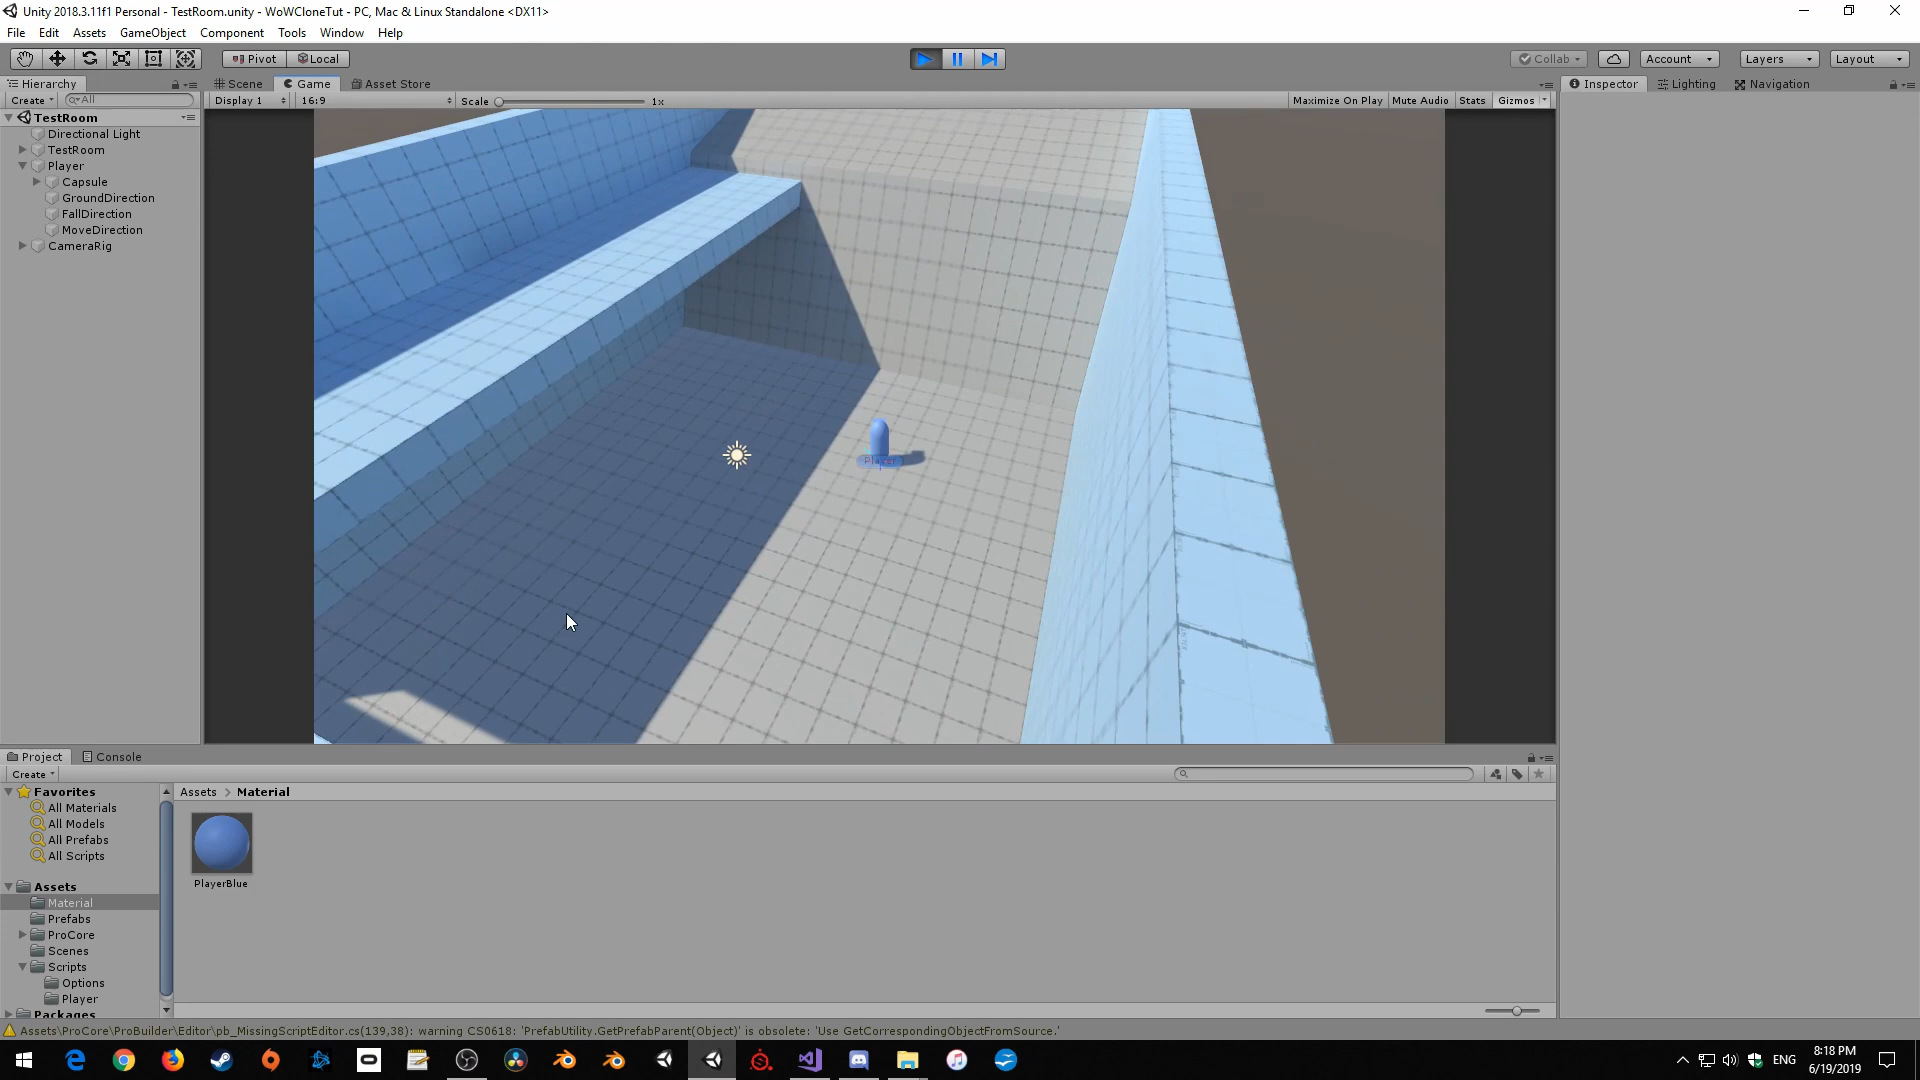 Unity 2018.3.11f1 Personal - TestRoom.unity - WoWCloneTut - PC, Mac & Linux Standalone <DX11>
File Edit Assets GameObject Component Tools Window Help
Pivot Local Collab Account Layers Layout
Hierarchy Scene Game Asset Store Inspector Lighting Navigation
Create All Display 1 16:9 Scale 1x Maximize On Play Mute Audio Stats Gizmos
TestRoom
Directional Light
TestRoom
Player
Capsule
GroundDirection
FallDirection
MoveDirection
CameraRig
Player
Project Console
Create
Favorites
All Materials
All Models
All Prefabs
All Scripts
Assets
Material
Prefabs
ProCore
Scenes
Scripts
Options
Player
Packages
Assets > Material
PlayerBlue
Assets\ProCore\ProBuilder\Editor\pb_MissingScriptEditor.cs(139,38): warning CS0618: 'PrefabUtility.GetPrefabParent(Object)' is obsolete: 'Use GetCorrespondingObjectFromSource.'
ENG 8:18 PM
6/19/2019